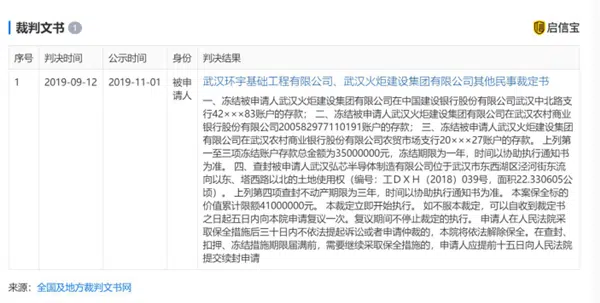 裁判文书 1
启信宝
序号 判决时间 公示时间 身份 判决结果
1 2019-09-12 2019-11-01 被申请人 武汉环宇基础工程有限公司、武汉火炬建设集团有限公司其他民事裁定书
一、冻结被申请人武汉火炬建设集团有限公司在中国建设银行股份有限公司武汉中北路支
行42×××83账户的存款; 二、冻结被申请人武汉火炬建设集团有限公司在武汉农村商业
银行股份有限公司200582977110191账户的存款; 三、冻结被申请人武汉火炬建设集团
有限公司在武汉农村商业银行股份有限公司农贸市场支行20×××27账户的存款。 上列第
一至三项冻结账户存款总金额为35000000元,冻结期限为一年,时间以协助执行通知书
为准。 四、查封被申请人武汉弘芯半导体制造有限公司位于武汉市东西湖区泾河街东流
向以东、塔西路以北的土地使用权(编号:工DXH(2018)039号,面积22.330605公
顷)。 上列第四项查封不动产期限为三年,时间以协助执行通知书为准。 本案保全标的
价值累计限额41000000元。 本裁定立即开始执行。 如不服本裁定,可以自收到裁定书
之日起五日内向本院申请复议一次。复议期间不停止裁定的执行。 申请人在人民法院采
取保全措施后三十日内不依法提起诉讼或者申请仲裁的,本院将依法解除保全。在查封、
扣押、冻结措施期限届满前,需要继续采取保全措施的,申请人应提前十五日向人民法院
提交续封申请
来源:全国及地方裁判文书网